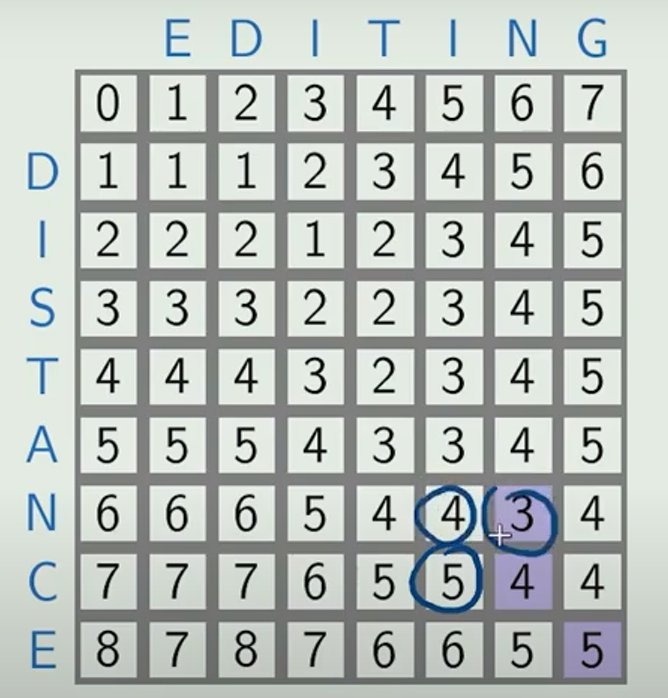 E D I T I N G
0 1 2 3 4 5 6 7
D 1 1 1 2 3 4 5 6
I 2 2 2 1 2 3 4 5
S 3 3 3 2 2 3 4 5
T 4 4 4 3 2 3 4 5
A 5 5 5 4 3 3 4 5
N 6 6 6 5 4 4 3 4
C 7 7 7 6 5 5 4 4
E 8 7 8 7 6 6 5 5